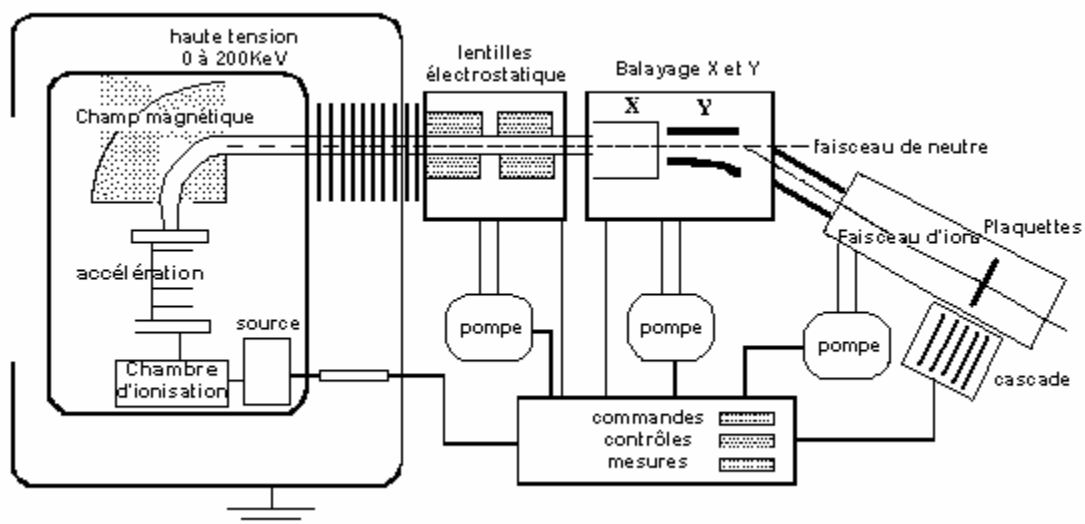 haute tension
0 à 200KeV
Champ magnétique
accélération
source
Chambre
d'ionisation
lentilles
électrostatique
Balayage X et Y
X
Y
faisceau de neutre
Faisceau d'ions
Plaquettes
pompe
pompe
pompe
cascade
commandes
contrôles
mesures